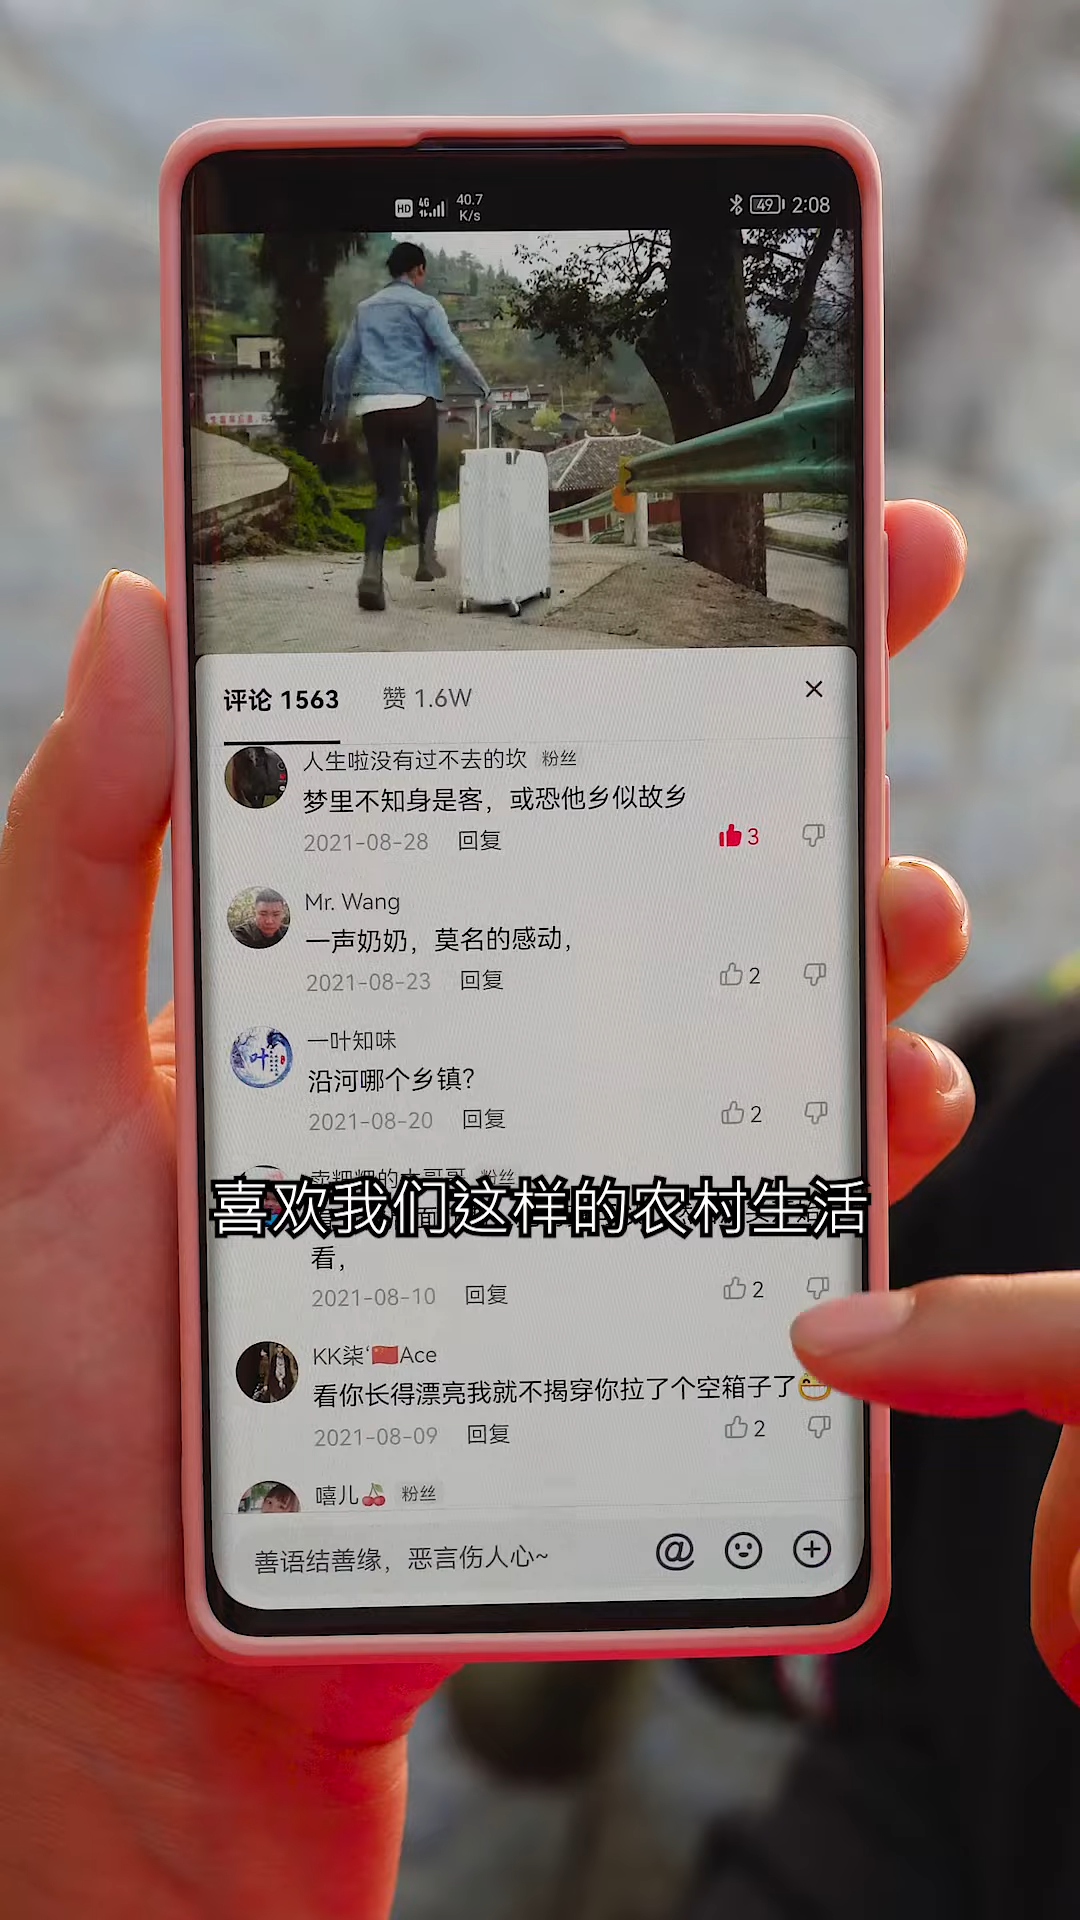 HD 4G 40.7 K/s 49 2:08
评论 1563 赞 1.6W
人生啦没有过不去的坎 粉丝
梦里不知身是客，或恐他乡似故乡
2021-08-28 回复 3
Mr. Wang
一声奶奶，莫名的感动，
2021-08-23 回复 2
一叶知味
沿河哪个乡镇？
2021-08-20 回复 2
粉丝
喜欢我们这样的农村生活
看，
2021-08-10 回复 2
KK柒‘🇨🇳Ace
看你长得漂亮我就不揭穿你拉了个空箱子了😁
2021-08-09 回复 2
嘻儿🍒 粉丝
善语结善缘，恶言伤人心~